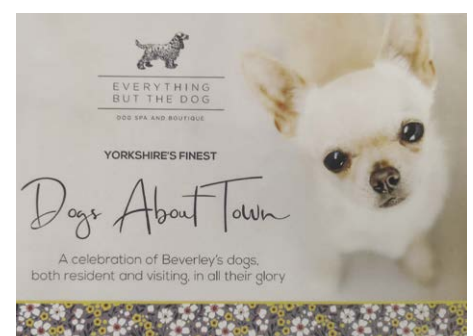 EVERYTHING
BUT THE DOG
DOG SPA AND BOUTIQUE
YORKSHIRE'S FINEST
Dogs About Town
A celebration of Beverley's dogs,
both resident and visiting, in all their glory